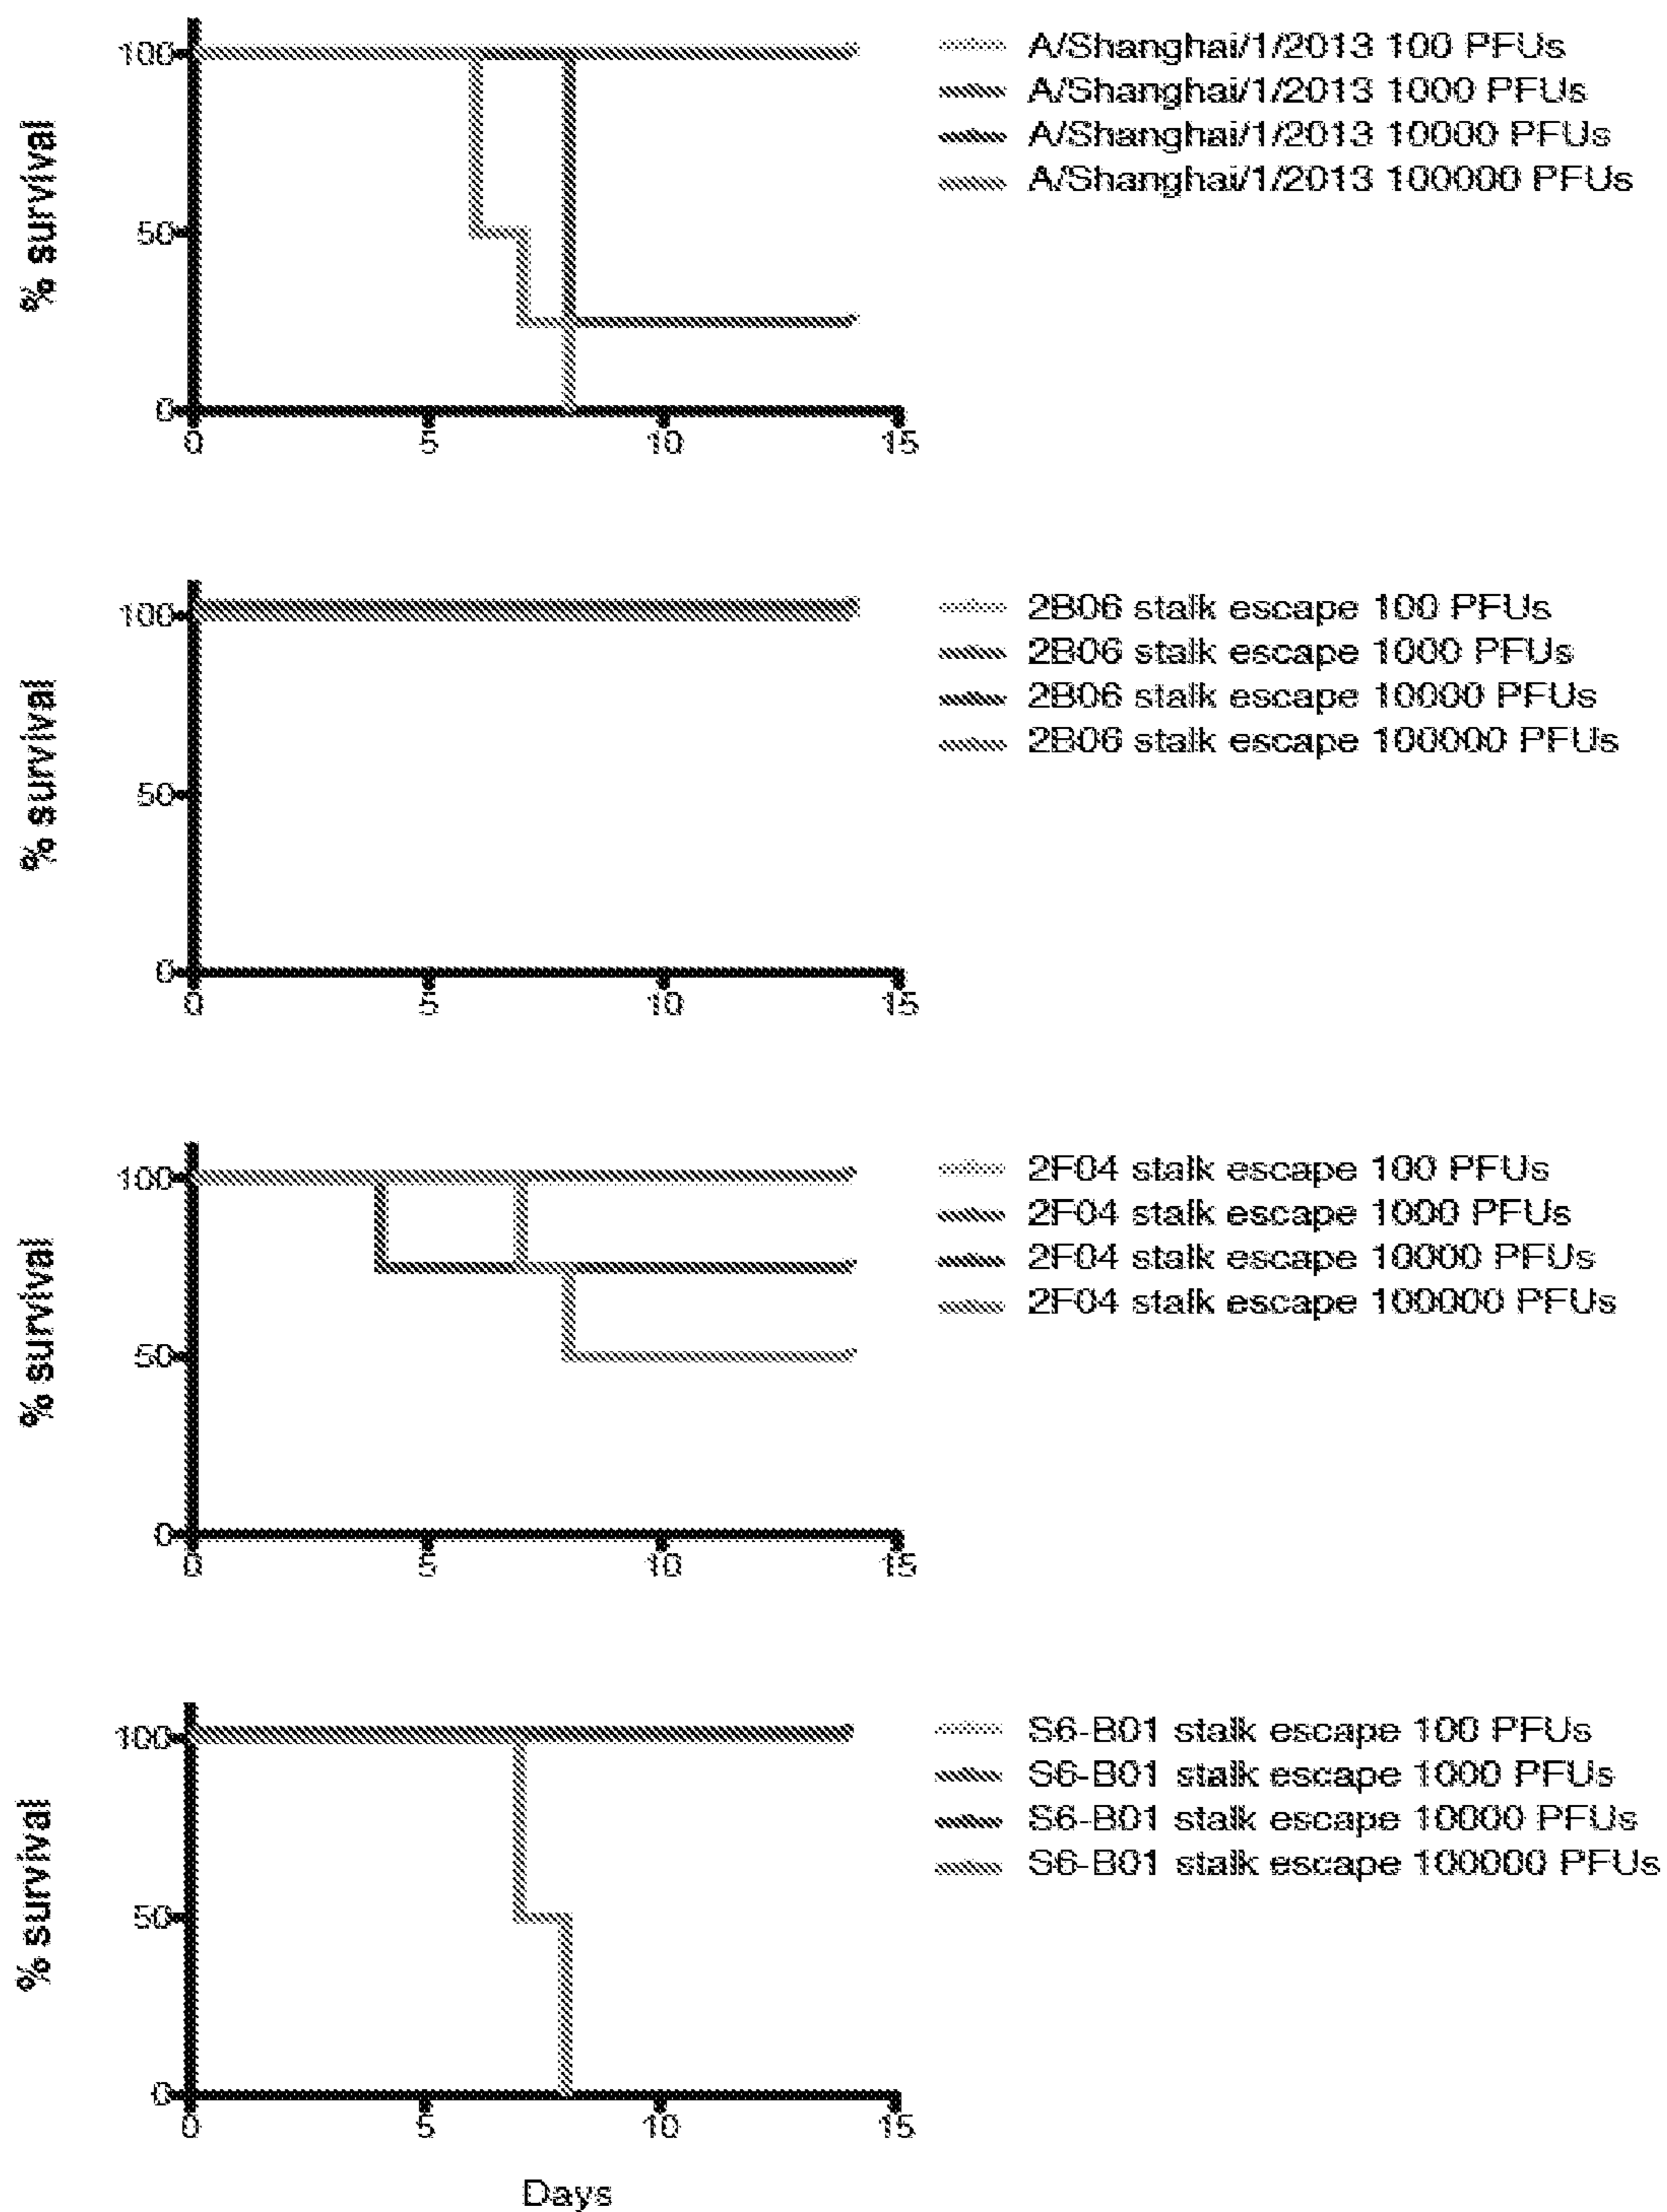 % survival
100
50
0
0 5 10 15
A/Shanghai/1/2013 100 PFUs
A/Shanghai/1/2013 1000 PFUs
A/Shanghai/1/2013 10000 PFUs
A/Shanghai/1/2013 100000 PFUs
% survival
100
50
0
0 5 10 15
2B06 stalk escape 100 PFUs
2B06 stalk escape 1000 PFUs
2B06 stalk escape 10000 PFUs
2B06 stalk escape 100000 PFUs
% survival
100
50
0
0 5 10 15
2F04 stalk escape 100 PFUs
2F04 stalk escape 1000 PFUs
2F04 stalk escape 10000 PFUs
2F04 stalk escape 100000 PFUs
% survival
100
50
0
0 5 10 15
S6-B01 stalk escape 100 PFUs
S6-B01 stalk escape 1000 PFUs
S6-B01 stalk escape 10000 PFUs
S6-B01 stalk escape 100000 PFUs
Days